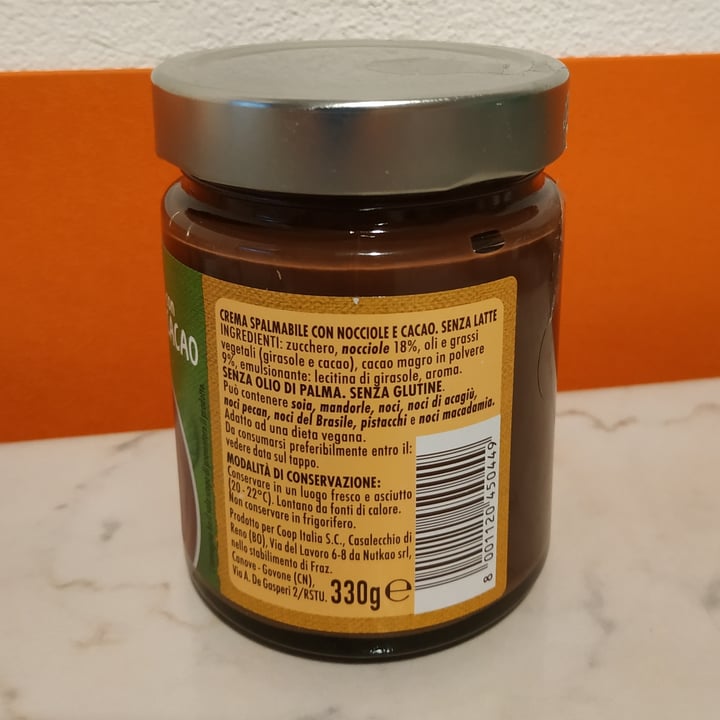 CACAO
CREMA SPALMABILE CON NOCCIOLE E CACAO. SENZA LATTE
INGREDIENTI: zucchero, nocciole 18%, oli e grassi
vegetali (girasole e cacao), cacao magro in polvere
9%, emulsionante: lecitina di girasole, aroma.
SENZA OLIO DI PALMA. SENZA GLUTINE.
Può contenere soia, mandorle, noci, noci di acagiù,
noci pecan, noci del Brasile, pistacchi e noci macadamia.
Adatto ad una dieta vegana.
Da consumarsi preferibilmente entro il:
vedere data sul tappo.
MODALITÀ DI CONSERVAZIONE:
Conservare in un luogo fresco e asciutto
(20-22°C). Lontano da fonti di calore.
Non conservare in frigorifero.
Prodotto per Coop Italia S.C., Casalecchio di
Reno (BO), Via del Lavoro 6-8 da Nutkao srl,
nello stabilimento di Fraz.
Canove - Govone (CN),
Via A. De Gasperi 2/RSTU. 330g e
8 001120 450449